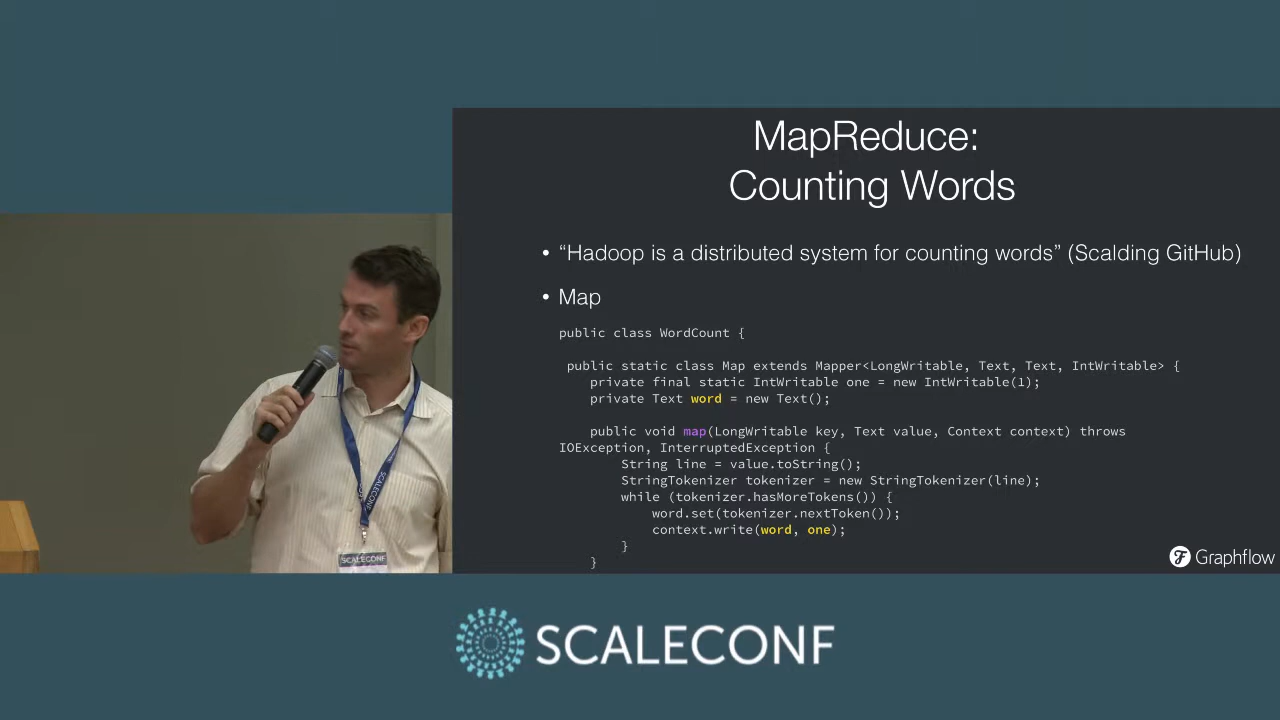 MapReduce:
Counting Words
• “Hadoop is a distributed system for counting words” (Scalding GitHub)
• Map
public class WordCount {
public static class Map extends Mapper<LongWritable, Text, Text, IntWritable> {
private final static IntWritable one = new IntWritable(1);
private Text word = new Text();
public void map(LongWritable key, Text value, Context context) throws
IOException, InterruptedException {
String line = value.toString();
StringTokenizer tokenizer = new StringTokenizer(line);
while (tokenizer.hasMoreTokens()) {
word.set(tokenizer.nextToken());
context.write(word, one);
}
}
Graphflow
SCALECONF
SCALECONF
SCALECONF